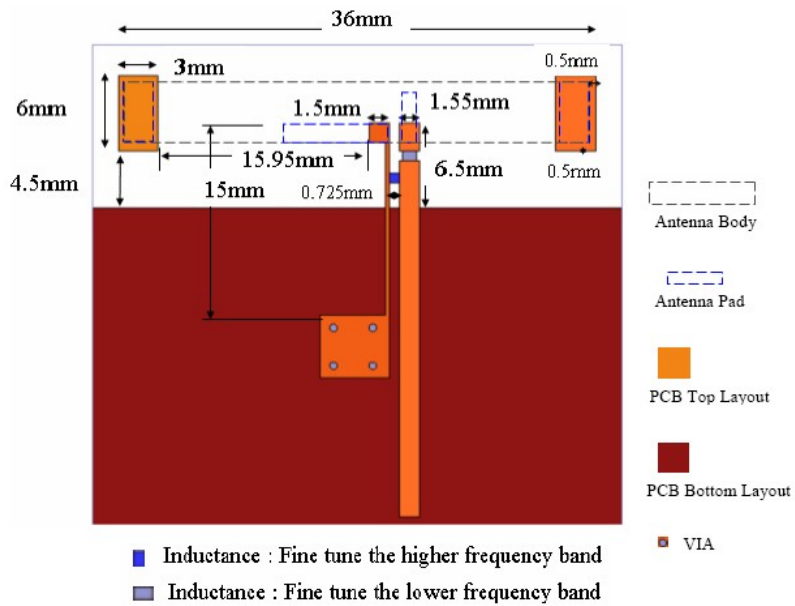 36mm
0.5mm
3mm
6mm
1.5mm
1.55mm
15.95mm
0.5mm
4.5mm
15mm
0.725mm
6.5mm
Antenna Body
Antenna Pad
PCB Top Layout
PCB Bottom Layout
VIA
Inductance : Fine tune the higher frequency band
Inductance : Fine tune the lower frequency band